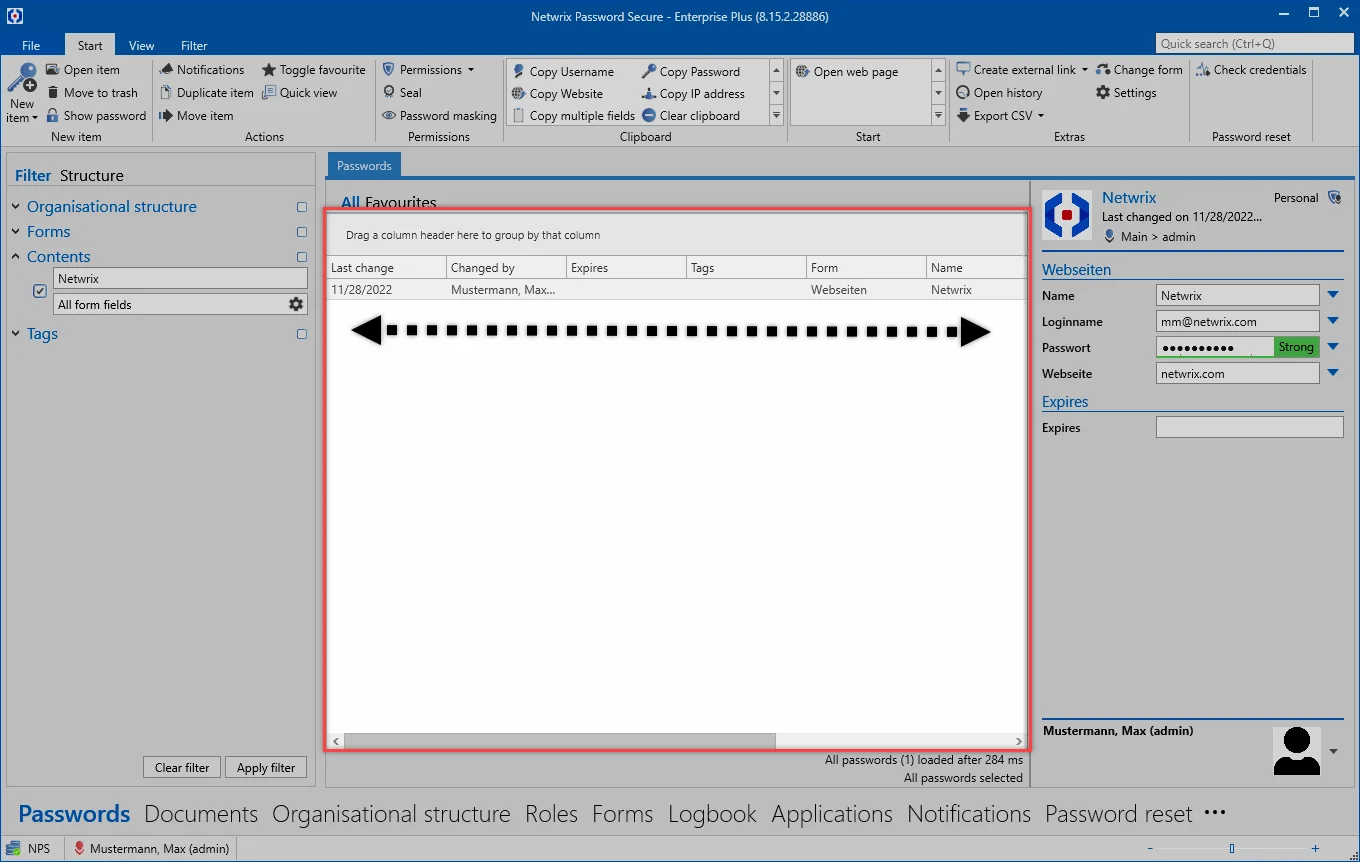 Netwrix Password Secure - Enterprise Plus (8.15.2.28886)
File Start View Filter
Quick search (Ctrl+Q)
New item
Open item
Move to trash
Show password
New item
Notifications
Duplicate item
Move item
Toggle favourite
Quick view
Actions
Permissions
Seal
Password masking
Permissions
Copy Username
Copy Website
Copy multiple fields
Copy Password
Copy IP address
Clear clipboard
Clipboard
Open web page
Start
Create external link
Open history
Export CSV
Change form
Settings
Extras
Check credentials
Password reset
Filter Structure
Organisational structure
Forms
Contents
Netwrix
All form fields
Tags
Clear filter Apply filter
Passwords
All Favourites
Drag a column header here to group by that column
Last change Changed by Expires Tags Form Name
11/28/2022 Mustermann, Max... Webseiten Netwrix
All passwords (1) loaded after 284 ms
All passwords selected
Netwrix Personal
Last changed on 11/28/2022...
Main > admin
Webseiten
Name Netwrix
Loginname mm@netwrix.com
Passwort ●●●●●●●●●● Strong
Webseite netwrix.com
Expires
Expires
Mustermann, Max (admin)
Passwords Documents Organisational structure Roles Forms Logbook Applications Notifications Password reset •••
NPS Mustermann, Max (admin) - +